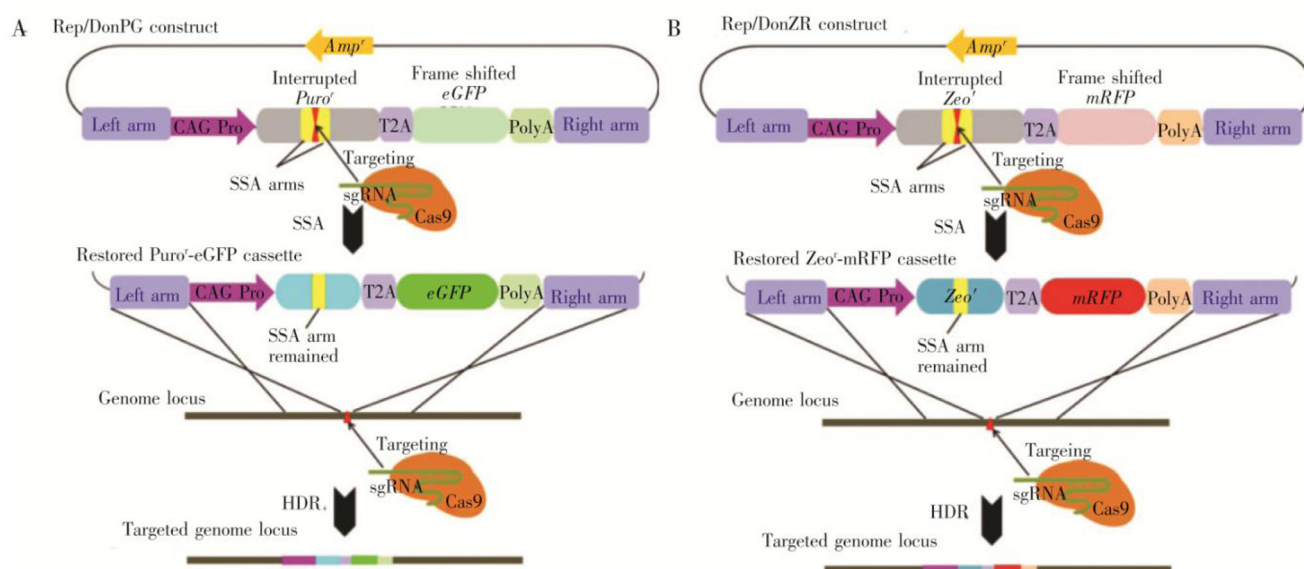 A
Rep/DonPG construct
Ampʳ
Interrupted
Puroʳ
Frame shifted
eGFP
Left arm
CAG Pro
T2A
PolyA
Right arm
SSA arms
Targeting
sgRNA
Cas9
SSA
Restored Puroʳ-eGFP cassette
Left arm
CAG Pro
T2A
eGFP
PolyA
Right arm
SSA arm
remained
Genome locus
Targeting
sgRNA
Cas9
HDR
Targeted genome locus
B
Rep/DonZR construct
Ampʳ
Interrupted
Zeoʳ
Frame shifted
mRFP
Left arm
CAG Pro
T2A
PolyA
Right arm
SSA arms
Targeting
sgRNA
Cas9
SSA
Restored Zeoʳ-mRFP cassette
Left arm
CAG Pro
Zeoʳ
T2A
mRFP
PolyA
Right arm
SSA arm
remained
Genome locus
Targeing
sgRNA
Cas9
HDR
Targeted genome locus